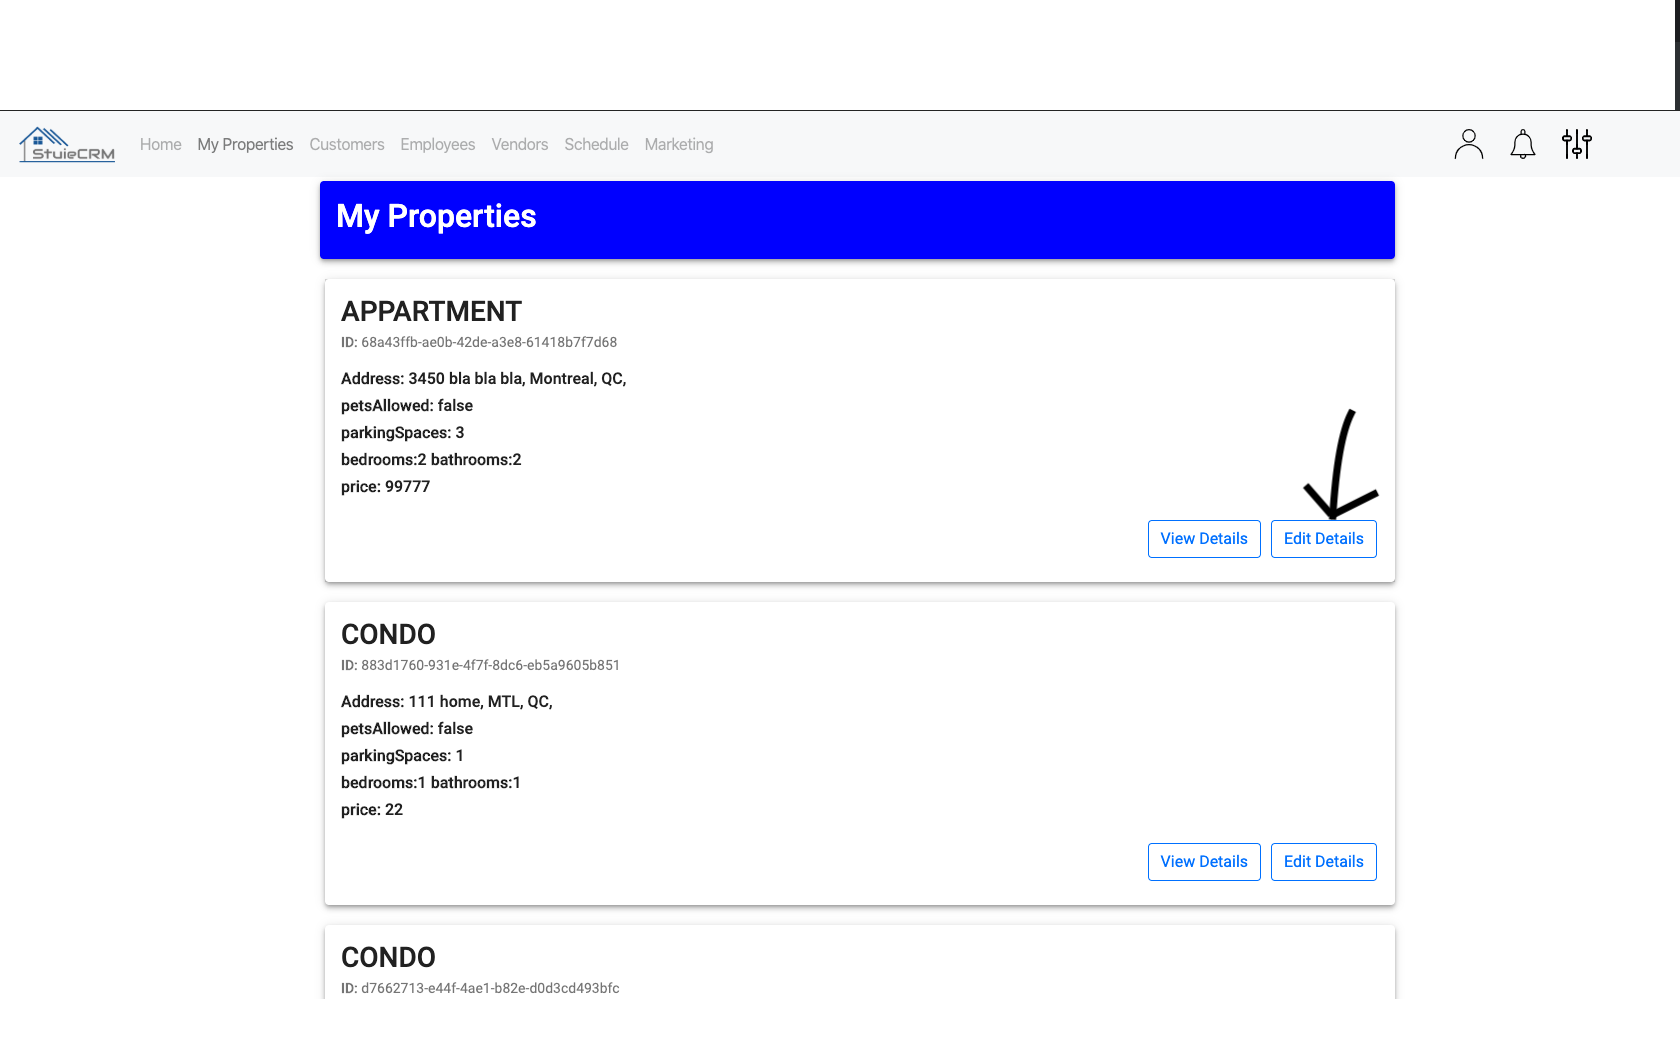 StuieCRM
Home My Properties Customers Employees Vendors Schedule Marketing
My Properties
APPARTMENT
ID: 68a43ffb-ae0b-42de-a3e8-61418b7f7d68
Address: 3450 bla bla bla, Montreal, QC,
petsAllowed: false
parkingSpaces: 3
bedrooms:2 bathrooms:2
price: 99777
View Details Edit Details
CONDO
ID: 883d1760-931e-4f7f-8dc6-eb5a9605b851
Address: 111 home, MTL, QC,
petsAllowed: false
parkingSpaces: 1
bedrooms:1 bathrooms:1
price: 22
View Details Edit Details
CONDO
ID: d7662713-e44f-4ae1-b82e-d0d3cd493bfc